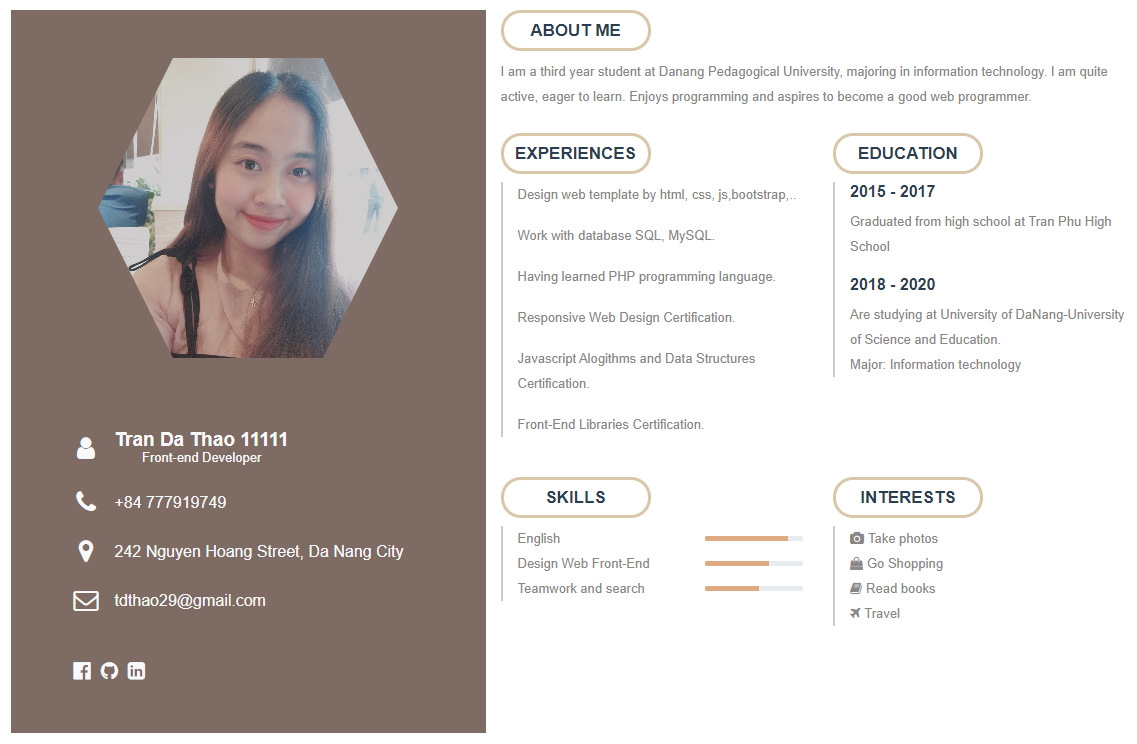 Tran Da Thao 11111
Front-end Developer
+84 777919749
242 Nguyen Hoang Street, Da Nang City
tdthao29@gmail.com
ABOUT ME
I am a third year student at Danang Pedagogical University, majoring in information technology. I am quite
active, eager to learn. Enjoys programming and aspires to become a good web programmer.
EXPERIENCES
Design web template by html, css, js,bootstrap,..
Work with database SQL, MySQL.
Having learned PHP programming language.
Responsive Web Design Certification.
Javascript Alogithms and Data Structures
Certification.
Front-End Libraries Certification.
EDUCATION
2015 - 2017
Graduated from high school at Tran Phu High
School
2018 - 2020
Are studying at University of DaNang-University
of Science and Education.
Major: Information technology
SKILLS
English
Design Web Front-End
Teamwork and search
INTERESTS
Take photos
Go Shopping
Read books
Travel